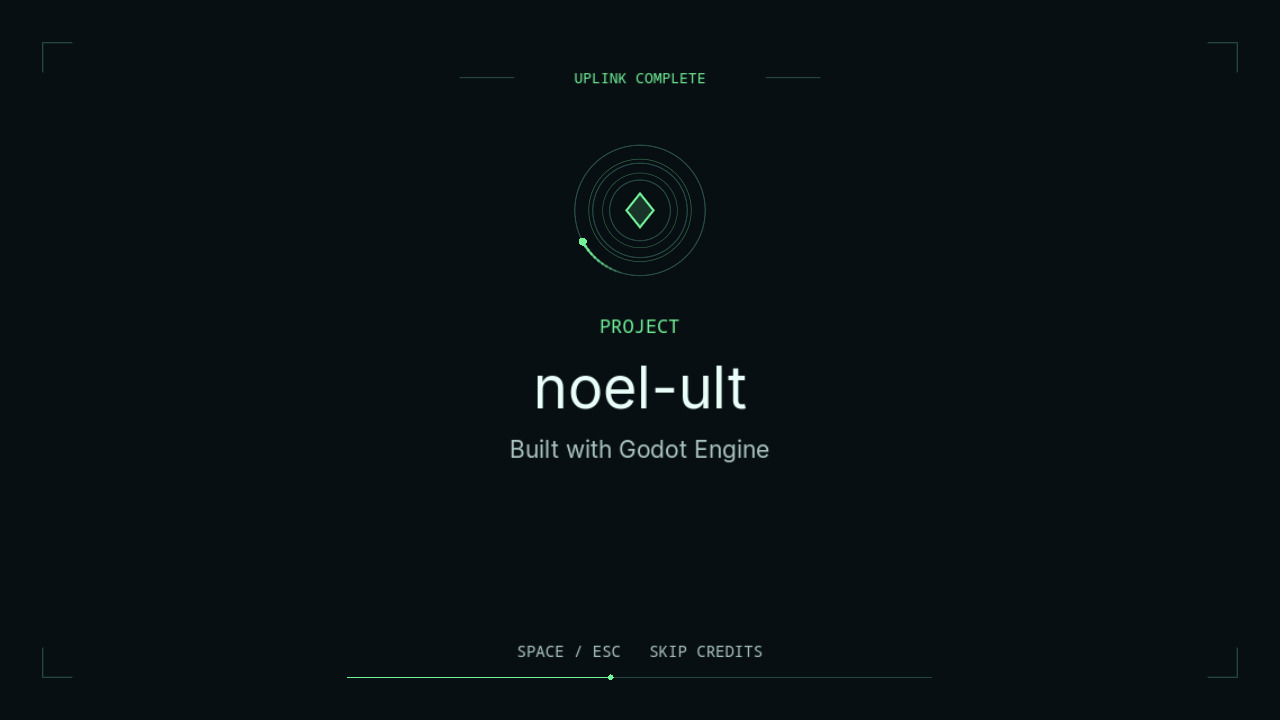 UPLINK COMPLETE
PROJECT
noel-ult
Built with Godot Engine
SPACE / ESC   SKIP CREDITS